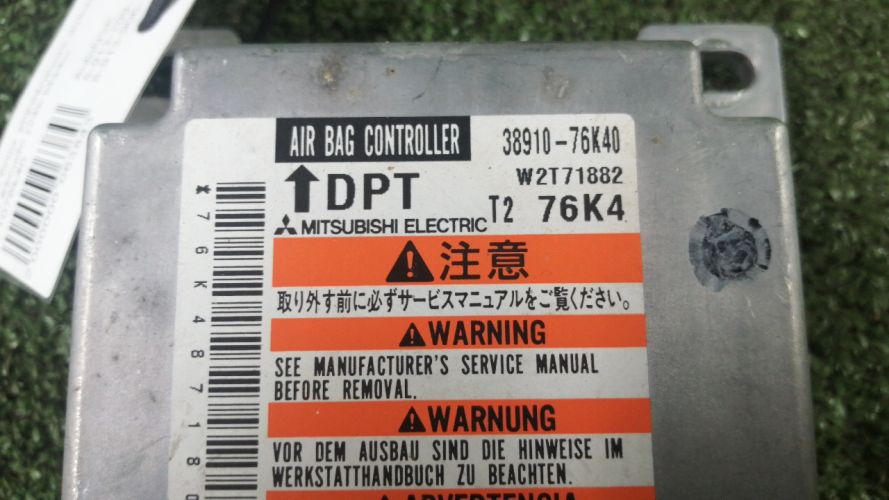 AIR BAG CONTROLLER 38910-76K40
W2T71882
↑DPT T2 76K4
MITSUBISHI ELECTRIC
注意
取り外す前に必ずサービスマニュアルをご覧ください。
WARNING
SEE MANUFACTURER'S SERVICE MANUAL
BEFORE REMOVAL.
WARNUNG
VOR DEM AUSBAU SIND DIE HINWEISE IM
WERKSTATTHANDBUCH ZU BEACHTEN.
ADVERTENCIA
*76K487180